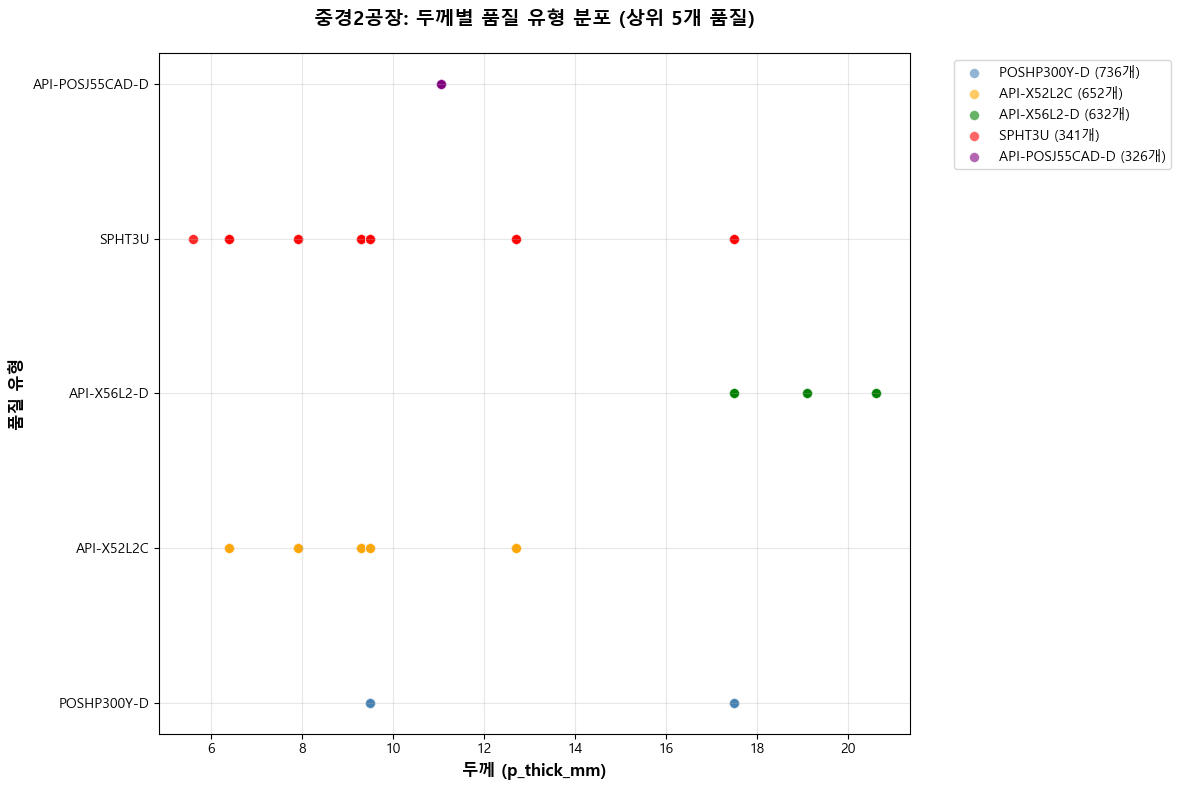 중경2공장: 두께별 품질 유형 분포 (상위 5개 품질)
API-POSJ55CAD-D
SPHT3U
API-X56L2-D
API-X52L2C
POSHP300Y-D
품질 유형
6 8 10 12 14 16 18 20
두께 (p_thick_mm)
POSHP300Y-D (736개)
API-X52L2C (652개)
API-X56L2-D (632개)
SPHT3U (341개)
API-POSJ55CAD-D (326개)